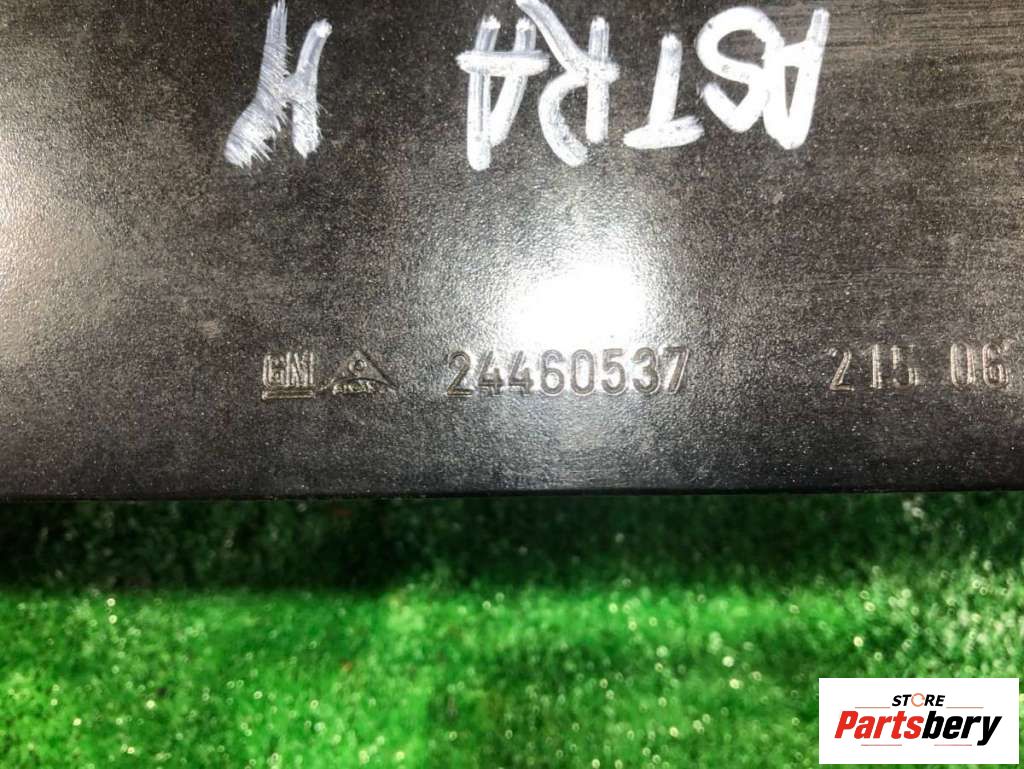 ASTRA H
GM 24460537 215 06
STORE
Partsbery